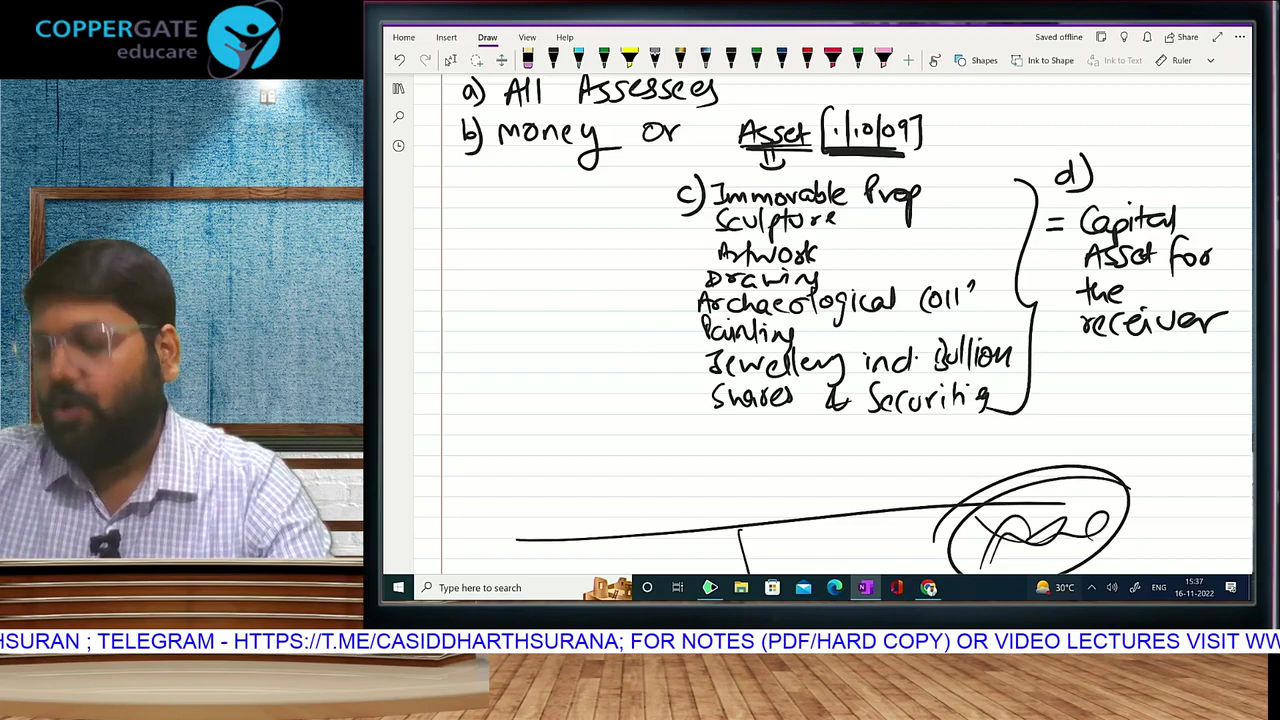 COPPERGATE
educare
Home Insert Draw View Help
Saved offline
Share
Shapes
Ink to Shape
Ink to Text
Ruler
a) All Assessees
b) money or Asset [1/10/09]
c) Immovable Prop
Sculpture
Artwork
Drawing
Archaeological coll'
Painting
Jewellery incl. Bullion
Shares & Securities
d)
= Capital
Asset for
the
receiver
Type here to search
30°C
ENG
15:37
16-11-2022
HSURAN ; TELEGRAM - HTTPS://T.ME/CASIDDHARTHSURANA; FOR NOTES (PDF/HARD COPY) OR VIDEO LECTURES VISIT WW